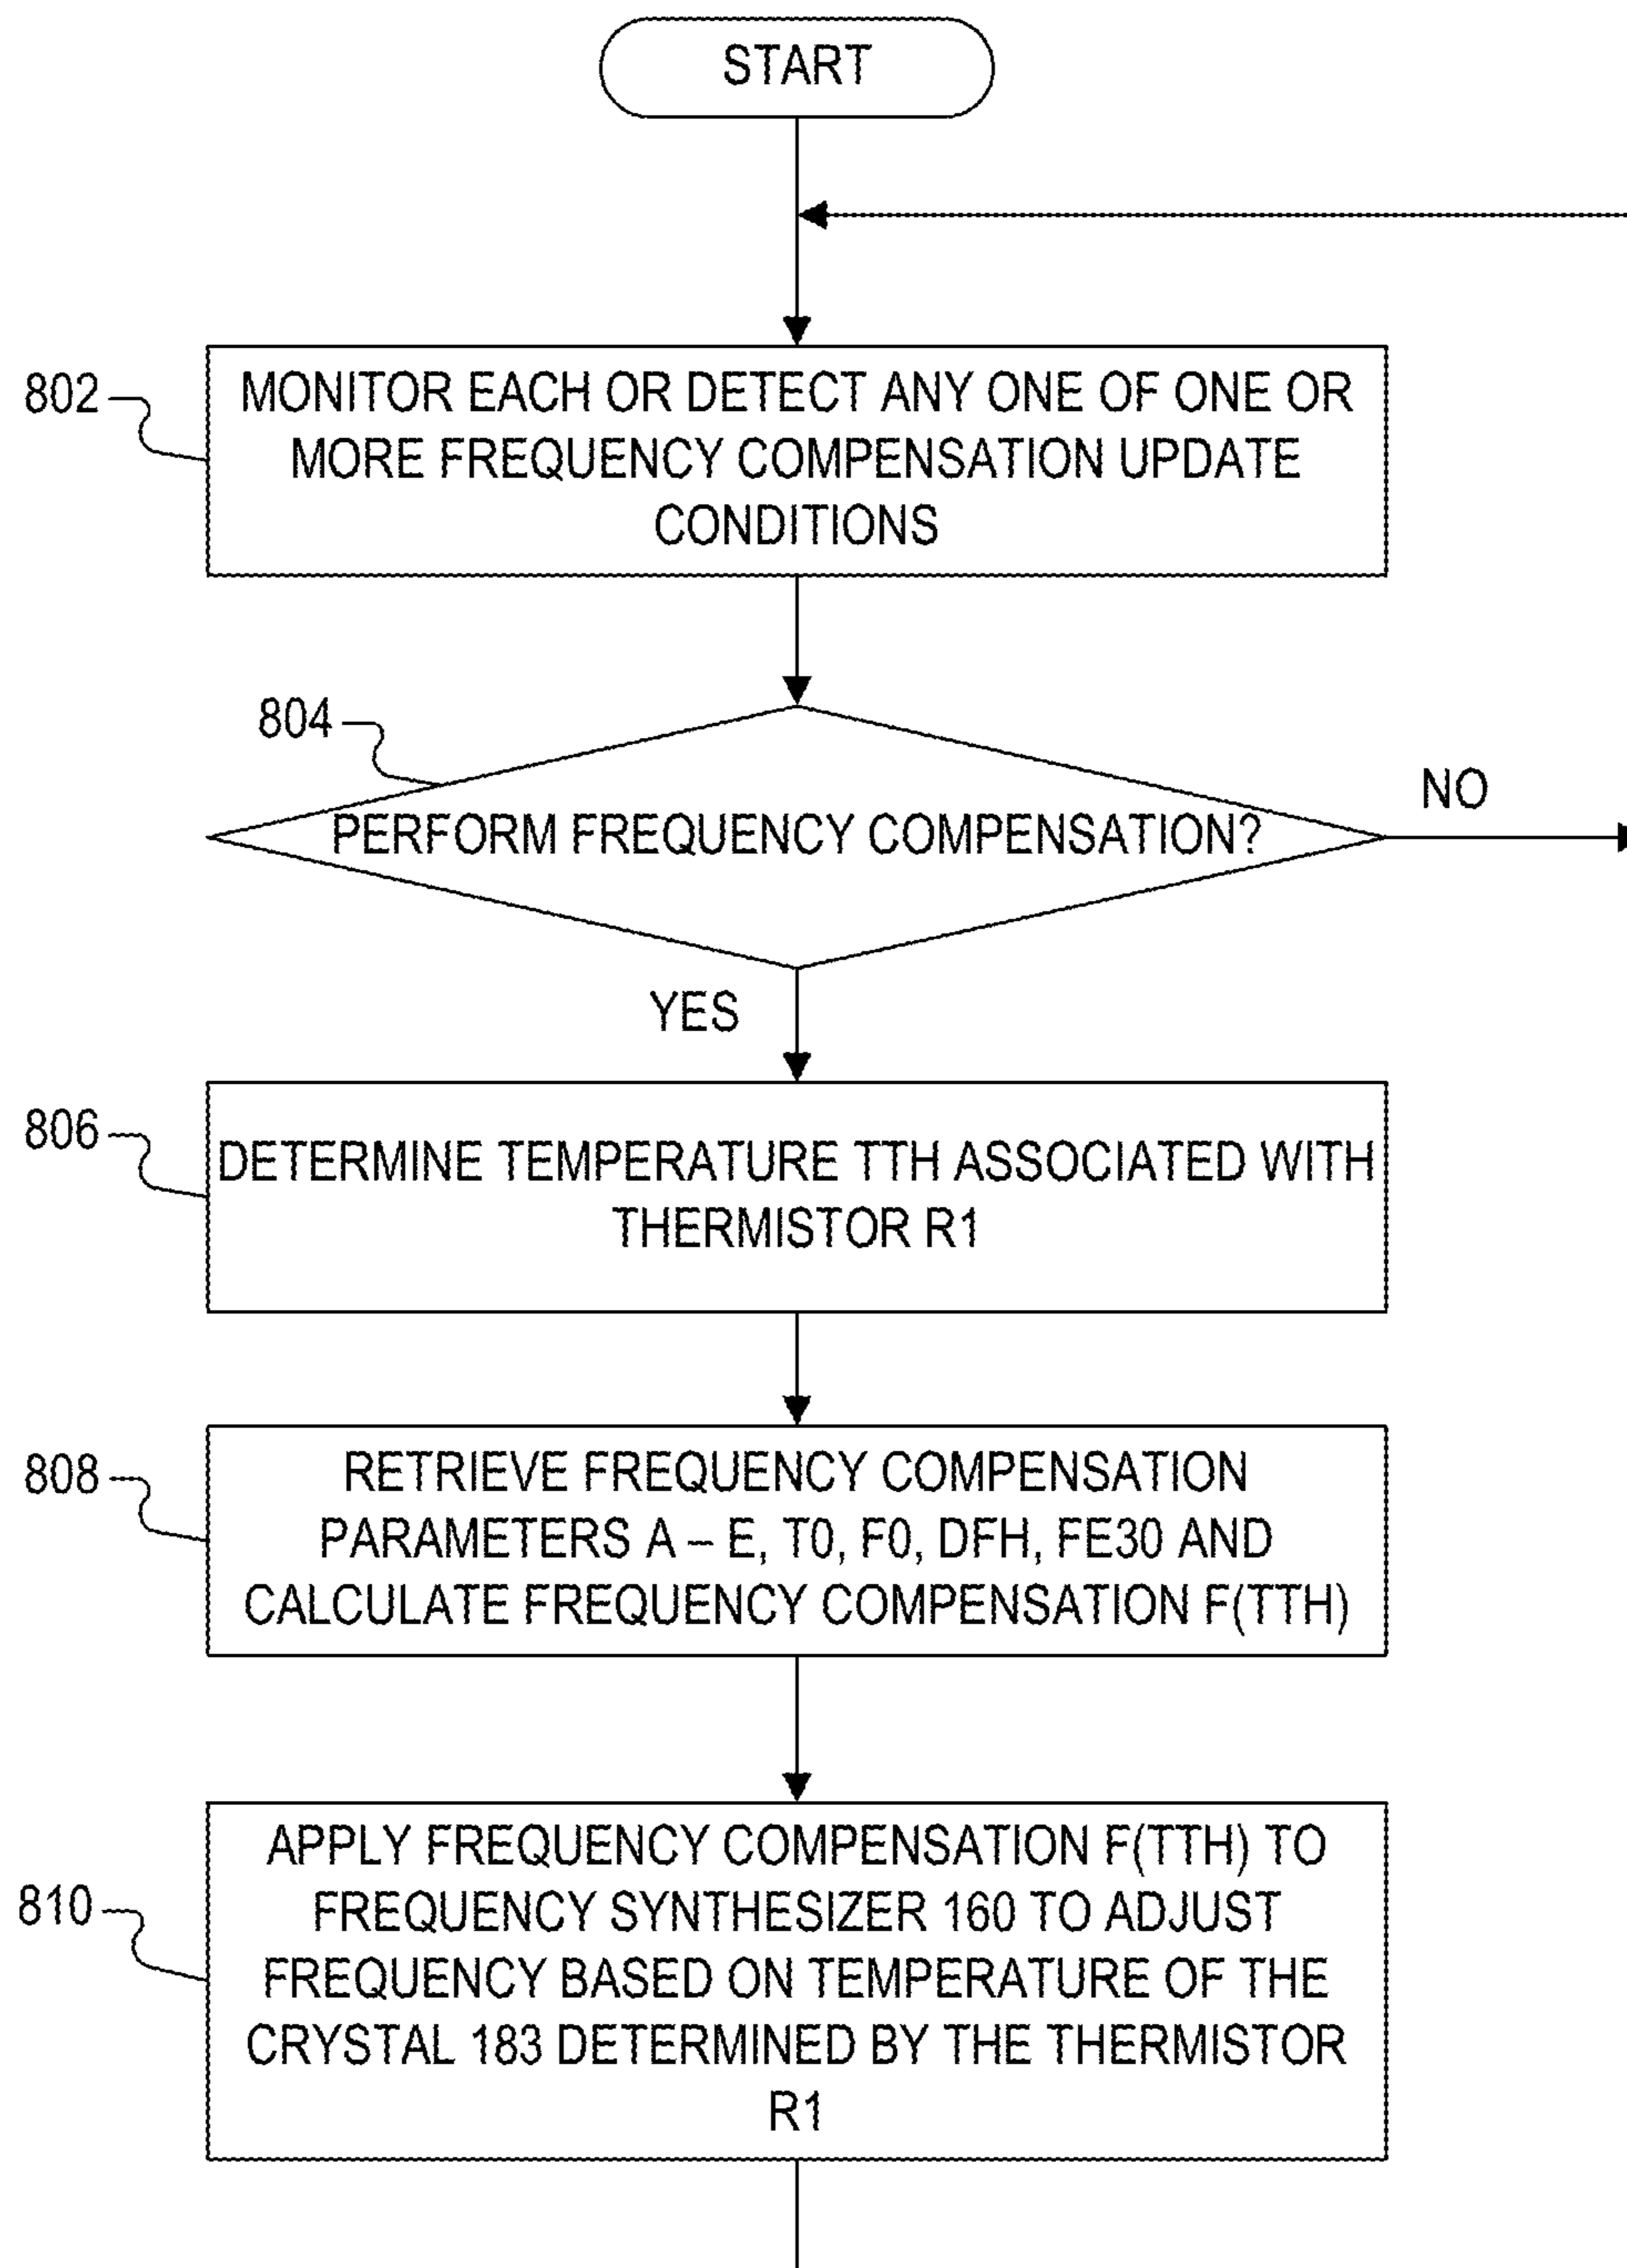 START
802
MONITOR EACH OR DETECT ANY ONE OF ONE OR
MORE FREQUENCY COMPENSATION UPDATE
CONDITIONS
804
PERFORM FREQUENCY COMPENSATION?
NO
YES
806
DETERMINE TEMPERATURE TTH ASSOCIATED WITH
THERMISTOR R1
808
RETRIEVE FREQUENCY COMPENSATION
PARAMETERS A – E, T0, F0, DFH, FE30 AND
CALCULATE FREQUENCY COMPENSATION F(TTH)
810
APPLY FREQUENCY COMPENSATION F(TTH) TO
FREQUENCY SYNTHESIZER 160 TO ADJUST
FREQUENCY BASED ON TEMPERATURE OF THE
CRYSTAL 183 DETERMINED BY THE THERMISTOR
R1